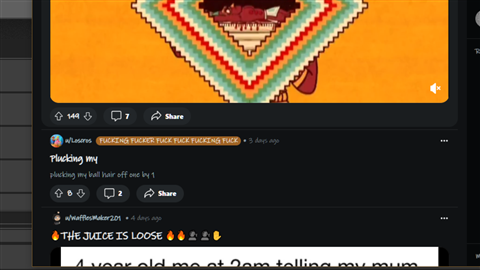 149 7 Share
u/Loseros FUCKING FUCKER FUCK FUCK FUCKING FUCK • 3 days ago
Plucking my
plucking my ball hair off one by 1
8 2 Share
u/WafflesMaker201 • 4 days ago
🔥THE JUICE IS LOOSE 🔥🔥🗣️🗣️✋
4 year old me at 2am telling my mum